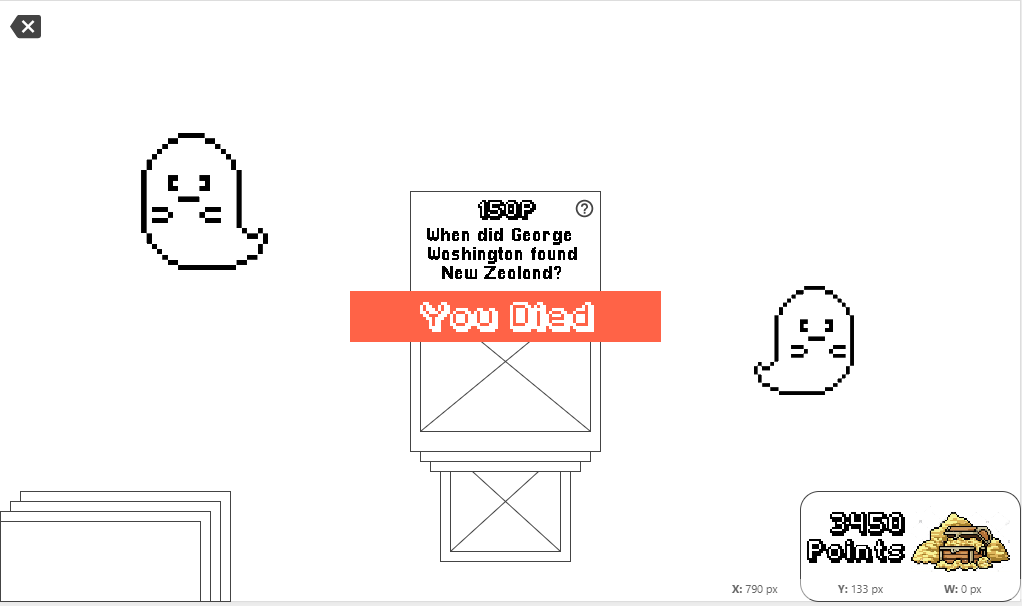 150P
When did George
Washington found
New Zealand?
You Died
3450
Points
X: 790 px Y: 133 px W: 0 px